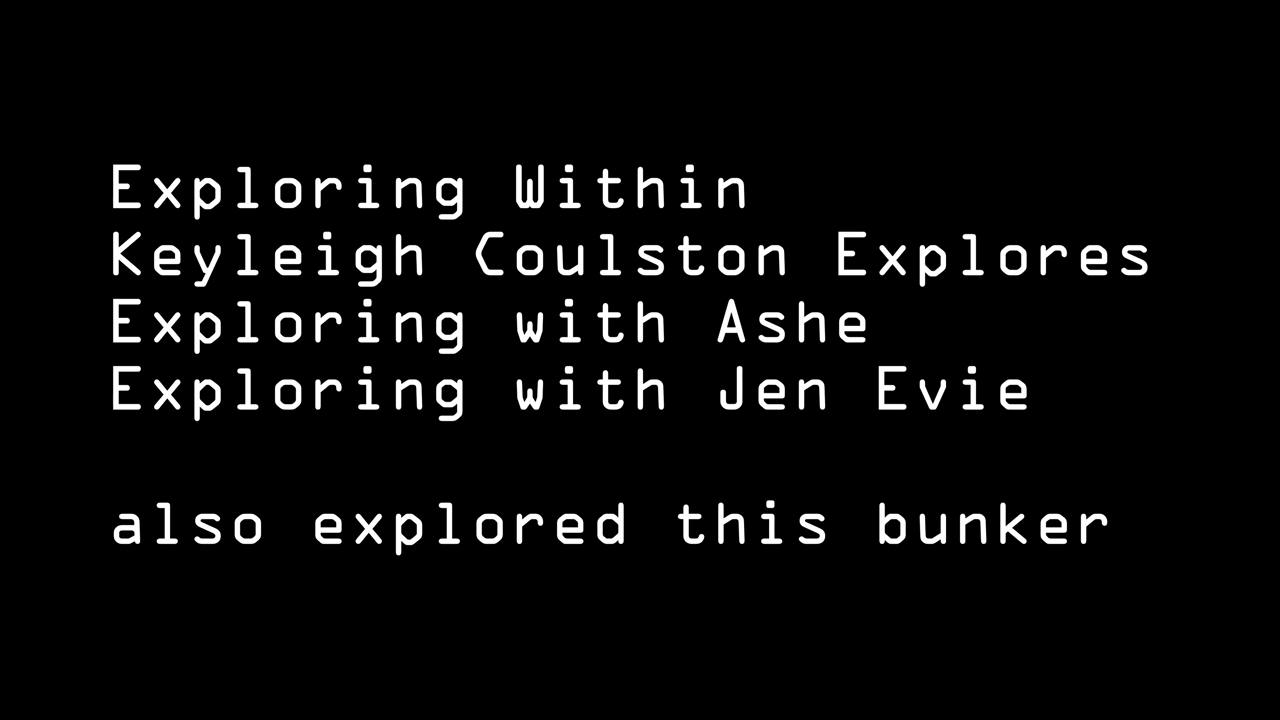 Exploring Within
Keyleigh Coulston Explores
Exploring with Ashe
Exploring with Jen Evie
also explored this bunker